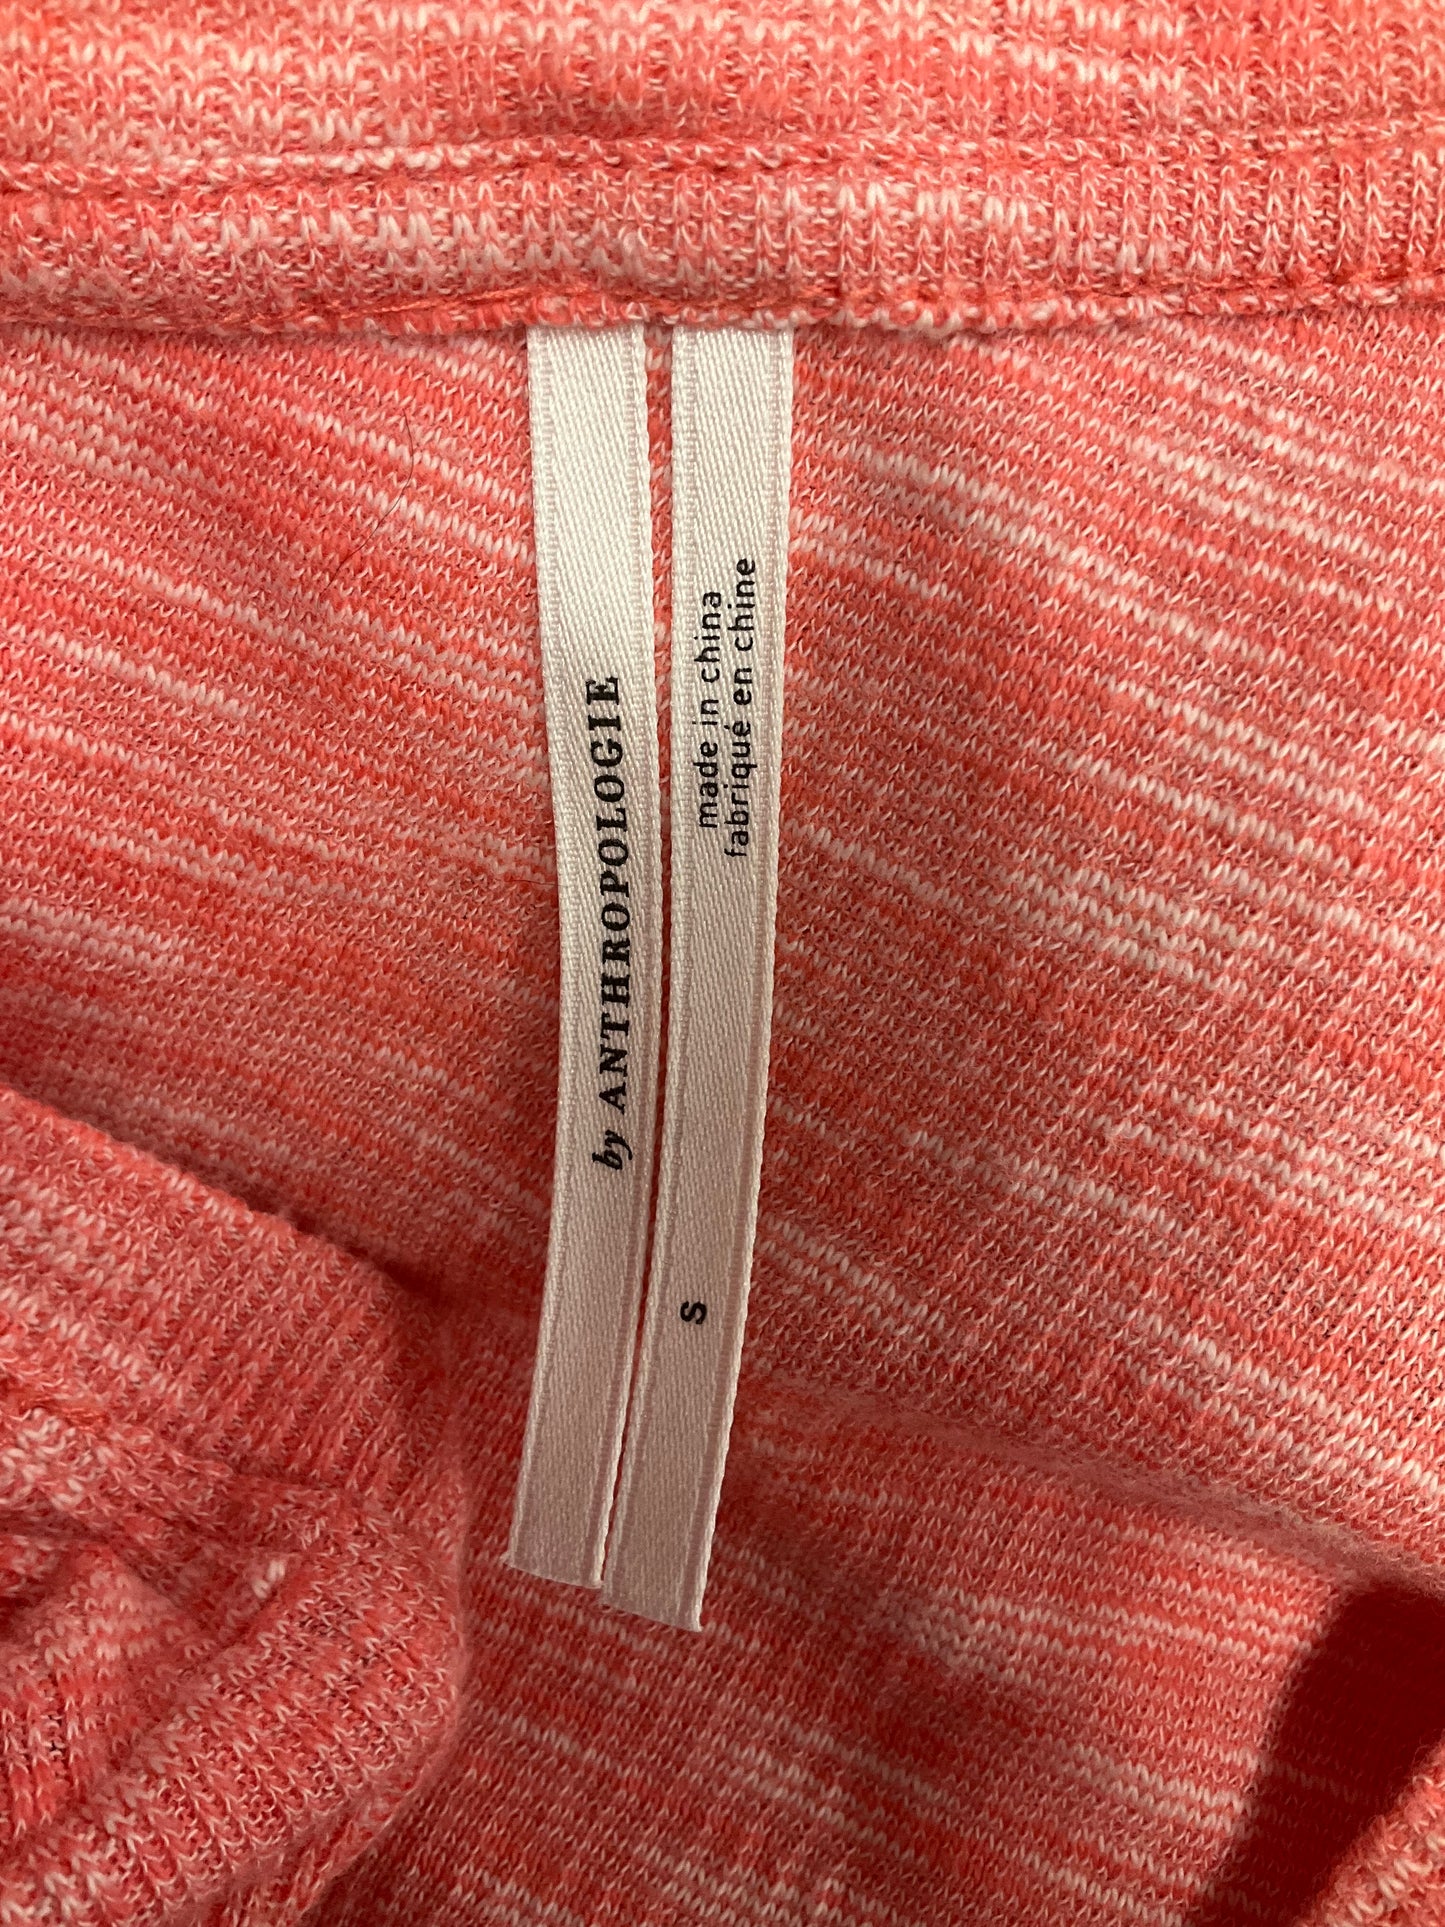 by ANTHROPOLOGIE
made in china
fabriqué en chine
S